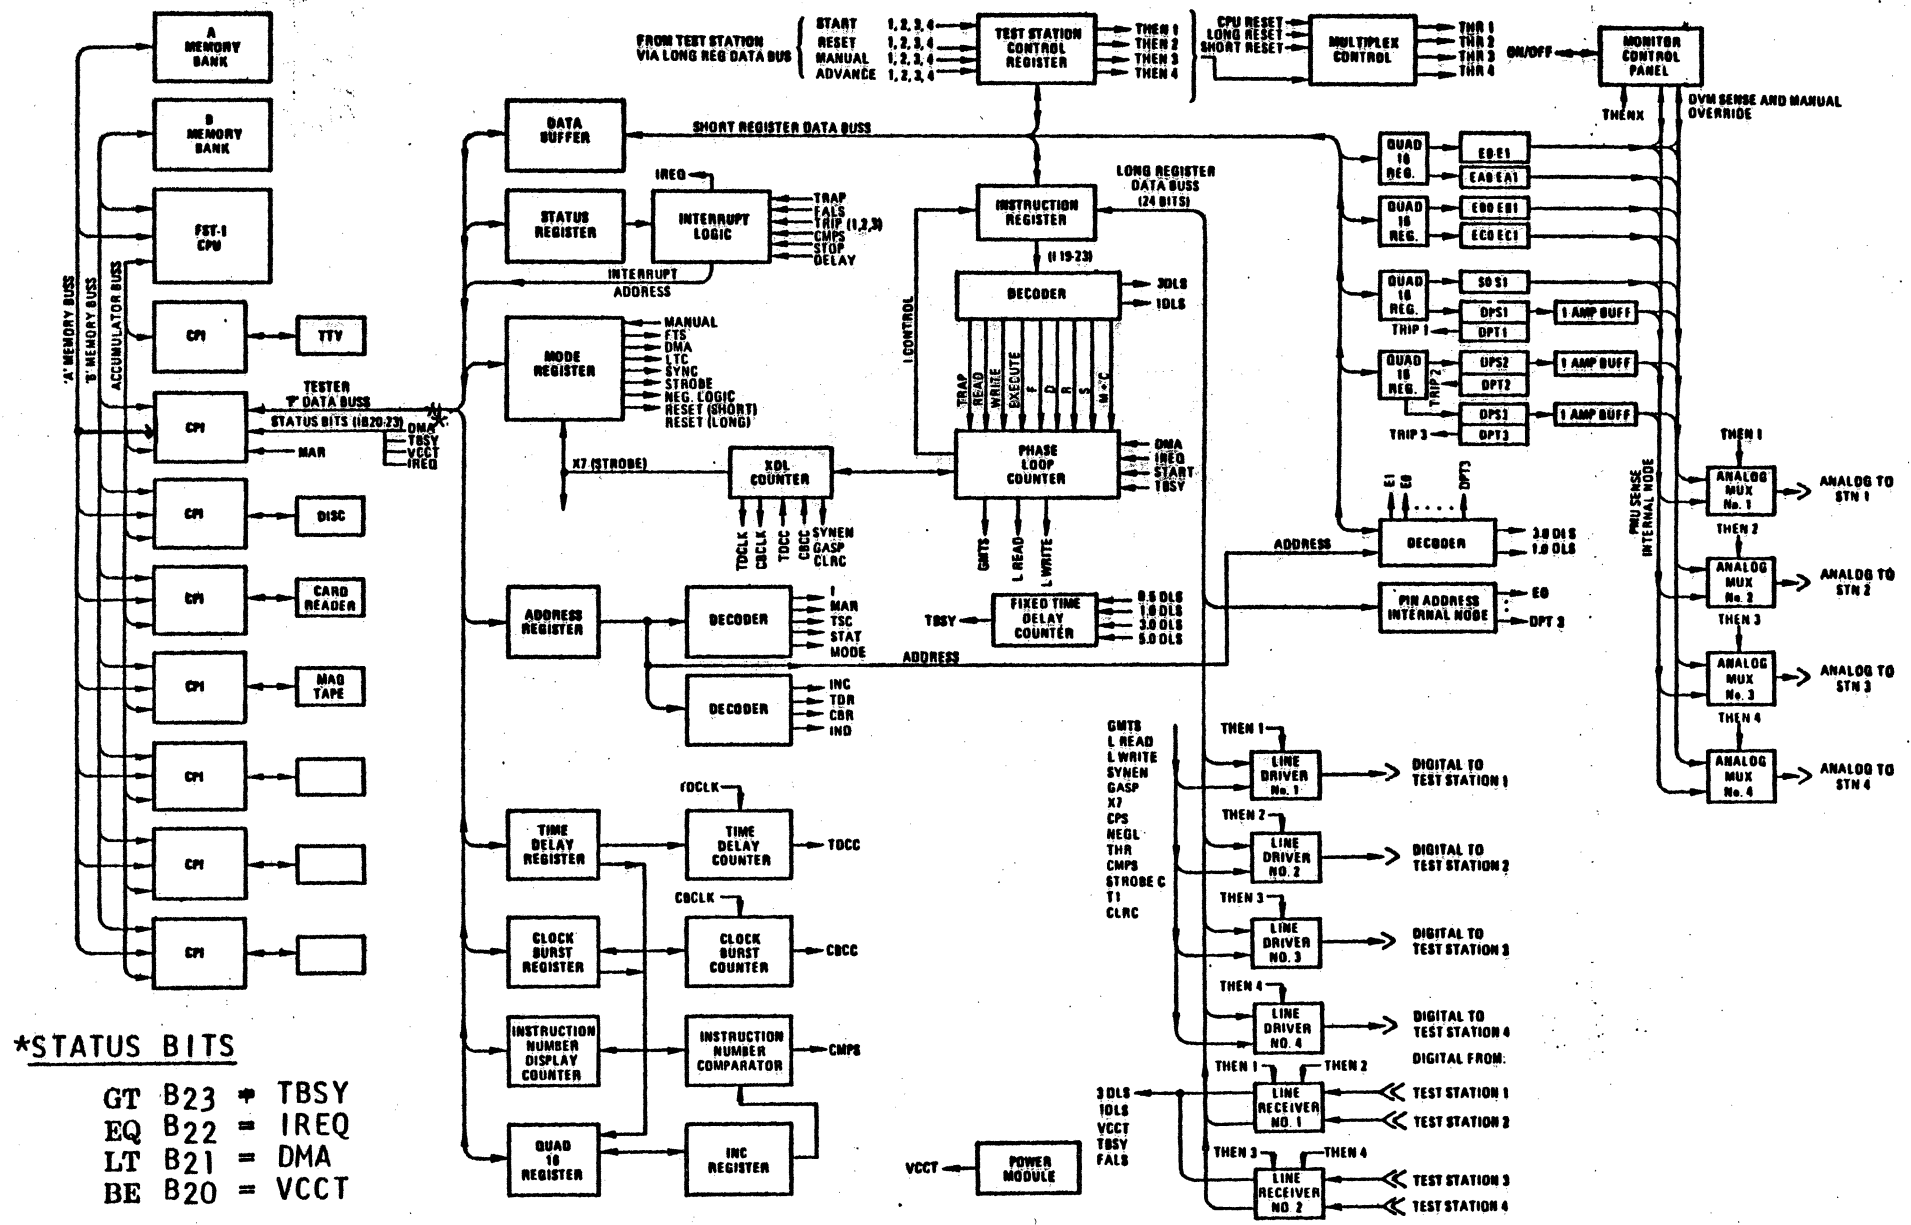 A
MEMORY
BANK
B
MEMORY
BANK
FST-1
CPU
'A' MEMORY BUSS
'B' MEMORY BUSS
ACCUMULATOR BUSS
CPI
TTY
CPI
TESTER
'F' DATA BUSS
STATUS BITS (IB20-23)
MAR
DMA
TBSY
VCCT
IREQ
CPI
DISC
CPI
CARD
READER
CPI
MAG
TAPE
CPI
CPI
CPI
*STATUS BITS
GT B23 = TBSY
EQ B22 = IREQ
LT B21 = DMA
BE B20 = VCCT
FROM TEST STATION
VIA LONG REG DATA BUS
START 1, 2, 3, 4
RESET 1, 2, 3, 4
MANUAL 1, 2, 3, 4
ADVANCE 1, 2, 3, 4
TEST STATION
CONTROL
REGISTER
THEN 1
THEN 2
THEN 3
THEN 4
CPU RESET
LONG RESET
SHORT RESET
MULTIPLEX
CONTROL
THR 1
THR 2
THR 3
THR 4
ON/OFF
MONITOR
CONTROL
PANEL
THENX
DVM SENSE AND MANUAL
OVERRIDE
DATA
BUFFER
SHORT REGISTER DATA BUSS
IREQ
STATUS
REGISTER
INTERRUPT
LOGIC
TRAP
FALS
TRIP (1,2,3)
CMPS
STOP
DELAY
INTERRUPT
ADDRESS
LONG REGISTER
DATA BUSS
(24 BITS)
INSTRUCTION
REGISTER
(I 19-23)
DECODER
3DLS
1DLS
I CONTROL
TRAP
READ
WRITE
EXECUTE
F
D
R
S
M+C
MODE
REGISTER
MANUAL
FTS
DMA
LTC
SYNC
STROBE
NEG. LOGIC
RESET (SHORT)
RESET (LONG)
X7 (STROBE)
XDL
COUNTER
TDCLK
CBCLK
TDCC
CBCC
SYNEN
GASP
CLRC
PHASE
LOOP
COUNTER
DMA
IREQ
START
TBSY
GMTS
L READ
L WRITE
ADDRESS
REGISTER
DECODER
I
MAR
TSC
STAT
MODE
ADDRESS
DECODER
INC
TDR
CBR
IND
TBSY
FIXED TIME
DELAY
COUNTER
0.5 DLS
1.0 DLS
3.0 DLS
5.0 DLS
TIME
DELAY
REGISTER
TDCLK
TIME
DELAY
COUNTER
TDCC
CLOCK
BURST
REGISTER
CBCLK
CLOCK
BURST
COUNTER
CBCC
INSTRUCTION
NUMBER
DISPLAY
COUNTER
INSTRUCTION
NUMBER
COMPARATOR
CMPS
QUAD
16
REGISTER
INC
REGISTER
VCCT
POWER
MODULE
QUAD
16
REG.
E0 E1
EA0 EA1
QUAD
16
REG.
EB0 EB1
EC0 EC1
QUAD
16
REG.
S0 S1
DPS1
DPT1
1 AMP BUFF
TRIP 1
QUAD
16
REG.
DPS2
DPT2
1 AMP BUFF
TRIP 2
DPS3
DPT3
1 AMP BUFF
TRIP 3
E1
E0
DPT3
ADDRESS
DECODER
3.0 DLS
1.0 DLS
PIN ADDRESS
INTERNAL NODE
E0
DPT 3
PMU SENSE
INTERNAL NODE
THEN 1
ANALOG
MUX
No. 1
ANALOG TO
STN 1
THEN 2
ANALOG
MUX
No. 2
ANALOG TO
STN 2
THEN 3
ANALOG
MUX
No. 3
ANALOG TO
STN 3
THEN 4
ANALOG
MUX
No. 4
ANALOG TO
STN 4
GMTS
L READ
L WRITE
SYNEN
GASP
X7
CPS
NEGL
THR
CMPS
STROBE C
T1
CLRC
THEN 1
LINE
DRIVER
No. 1
DIGITAL TO
TEST STATION 1
THEN 2
LINE
DRIVER
NO. 2
DIGITAL TO
TEST STATION 2
THEN 3
LINE
DRIVER
NO. 3
DIGITAL TO
TEST STATION 3
THEN 4
LINE
DRIVER
NO. 4
DIGITAL TO
TEST STATION 4
DIGITAL FROM:
THEN 1
THEN 2
LINE
RECEIVER
NO. 1
TEST STATION 1
TEST STATION 2
3 DLS
1DLS
VCCT
TBSY
FALS
THEN 3
THEN 4
LINE
RECEIVER
NO. 2
TEST STATION 3
TEST STATION 4